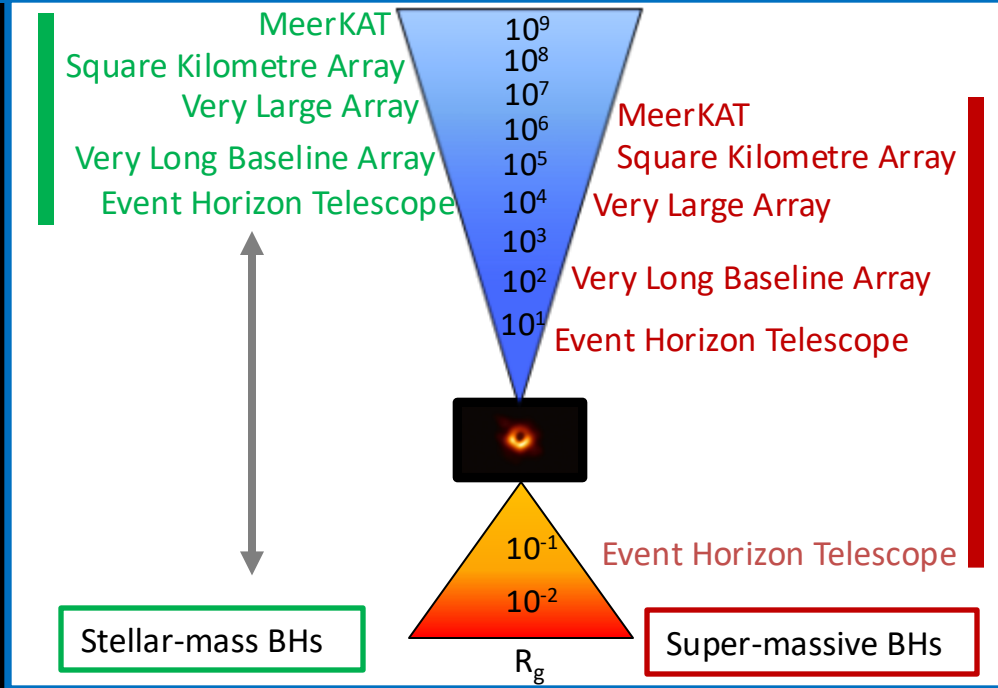 MeerKAT
Square Kilometre Array
Very Large Array
Very Long Baseline Array
Event Horizon Telescope
10⁹
10⁸
10⁷
10⁶
10⁵
10⁴
10³
10²
10¹
MeerKAT
Square Kilometre Array
Very Large Array
Very Long Baseline Array
Event Horizon Telescope
10⁻¹
10⁻²
Event Horizon Telescope
Stellar-mass BHs
R_g
Super-massive BHs